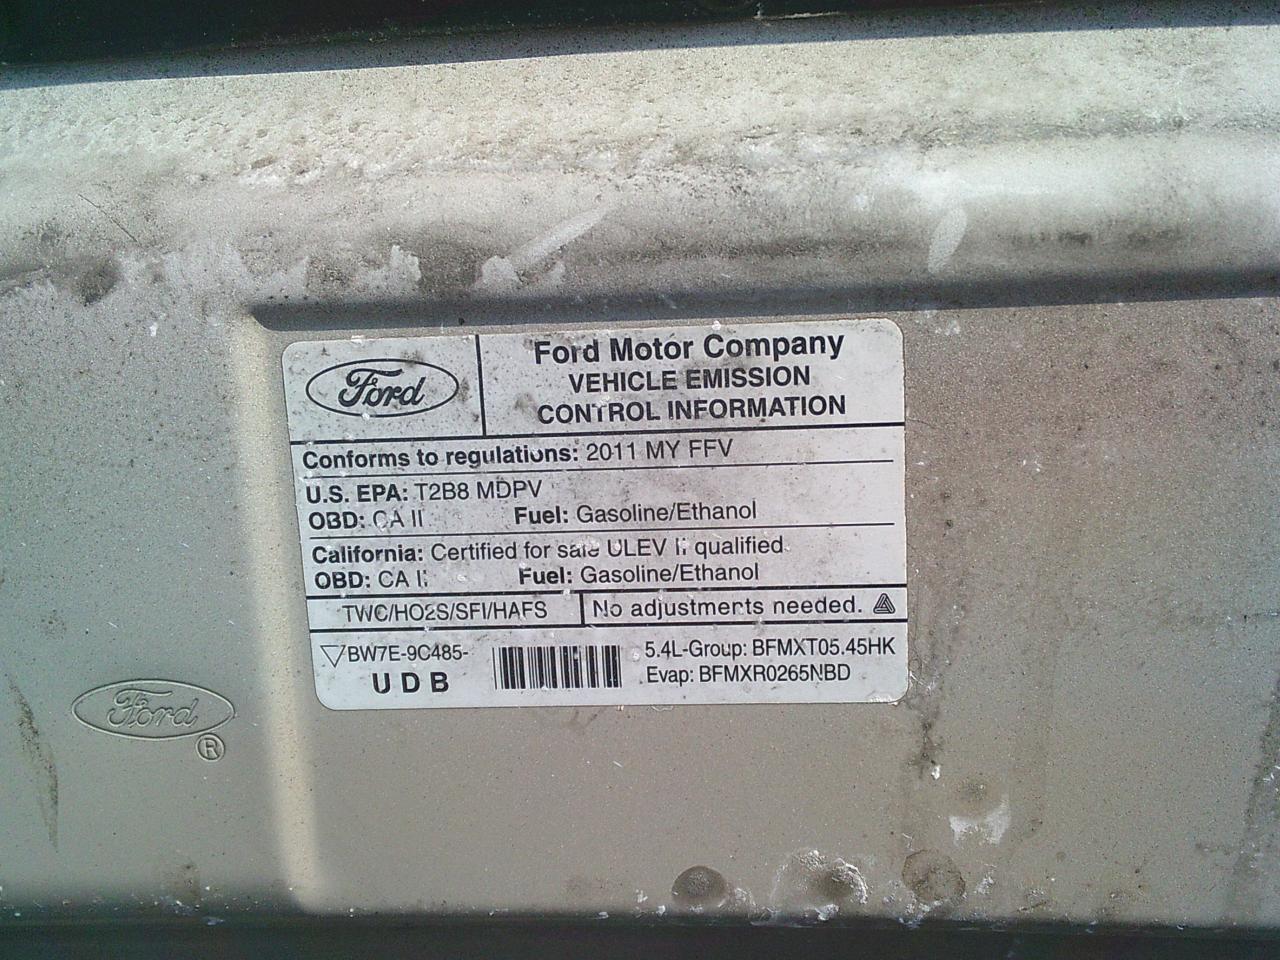 Ford
Ford Motor Company
VEHICLE EMISSION
CONTROL INFORMATION
Conforms to regulations: 2011 MY FFV
U.S. EPA: T2B8 MDPV
OBD: CA II Fuel: Gasoline/Ethanol
California: Certified for sale ULEV II qualified
OBD: CA II Fuel: Gasoline/Ethanol
TWC/HO2S/SFI/HAFS No adjustments needed.
BW7E-9C485- 5.4L-Group: BFMXT05.45HK
UDB Evap: BFMXR0265NBD
Ford
®